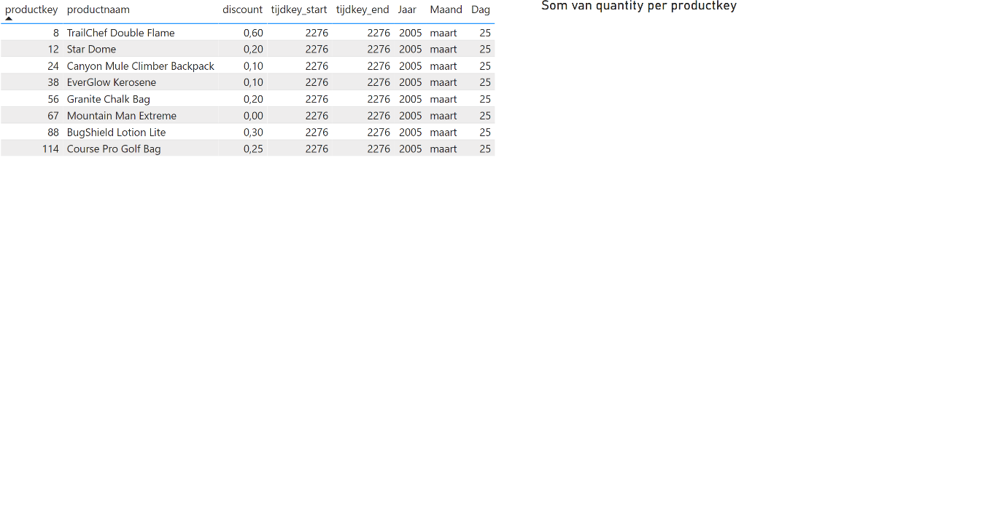 productkey productnaam discount tijdkey_start tijdkey_end Jaar Maand Dag
8 TrailChef Double Flame 0,60 2276 2276 2005 maart 25
12 Star Dome 0,20 2276 2276 2005 maart 25
24 Canyon Mule Climber Backpack 0,10 2276 2276 2005 maart 25
38 EverGlow Kerosene 0,10 2276 2276 2005 maart 25
56 Granite Chalk Bag 0,20 2276 2276 2005 maart 25
67 Mountain Man Extreme 0,00 2276 2276 2005 maart 25
88 BugShield Lotion Lite 0,30 2276 2276 2005 maart 25
114 Course Pro Golf Bag 0,25 2276 2276 2005 maart 25
Som van quantity per productkey